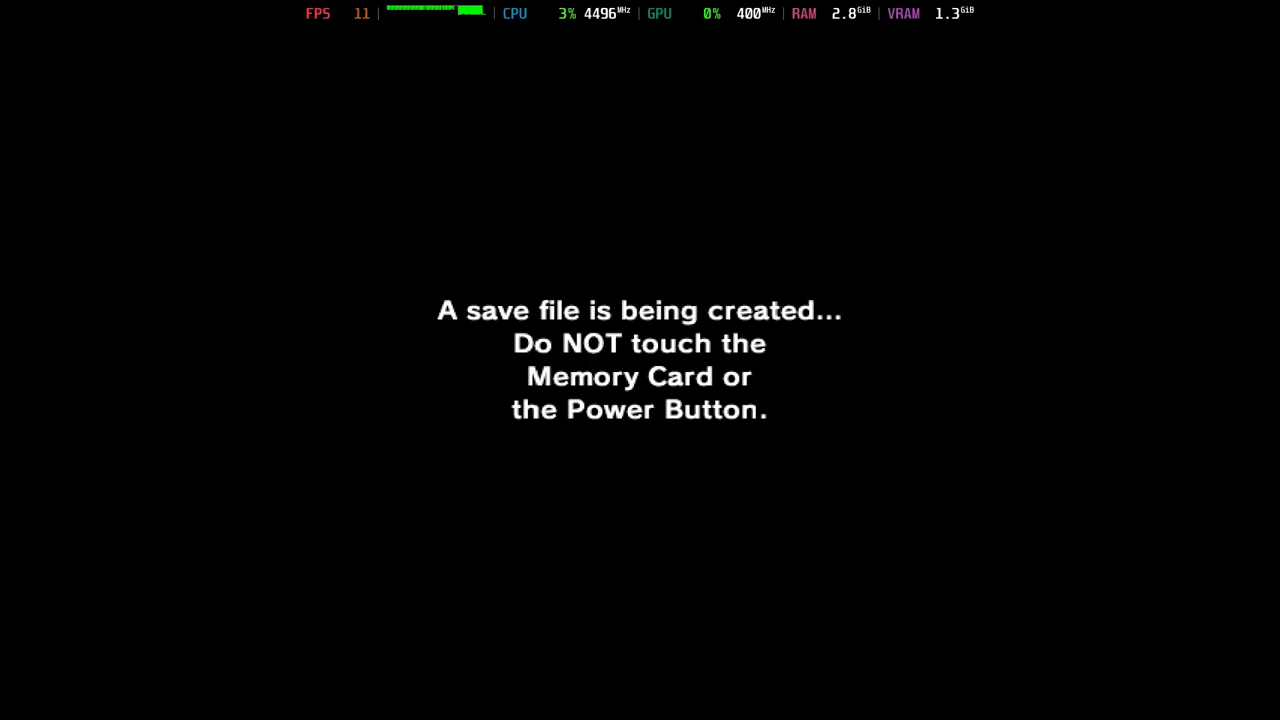 FPS 11 | CPU 3% 4496MHz | GPU 0% 400MHz | RAM 2.8GiB | VRAM 1.3GiB
A save file is being created...
Do NOT touch the
Memory Card or
the Power Button.